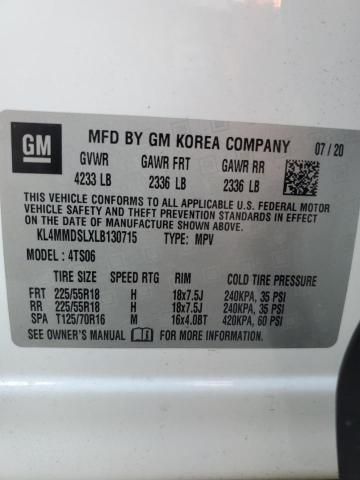 GM
MFD BY GM KOREA COMPANY 07/20
GVWR GAWR FRT GAWR RR
4233 LB 2336 LB 2336 LB
THIS VEHICLE CONFORMS TO ALL APPLICABLE U.S. FEDERAL MOTOR
VEHICLE SAFETY AND THEFT PREVENTION STANDARDS IN EFFECT ON
THE DATE OF MANUFACTURE SHOWN ABOVE.
KL4MMDSLXLB130715 TYPE: MPV
MODEL : 4TS06
TIRE SIZE SPEED RTG RIM COLD TIRE PRESSURE
FRT 225/55R18 H 18x7.5J 240KPA, 35 PSI
RR 225/55R18 H 18x7.5J 240KPA, 35 PSI
SPA T125/70R16 M 16x4.0BT 420KPA, 60 PSI
SEE OWNER'S MANUAL FOR MORE INFORMATION.